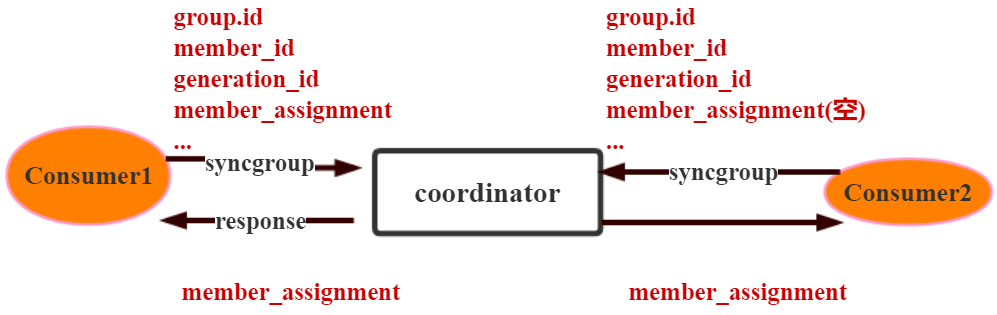 group.id
member_id
generation_id
member_assignment
...
group.id
member_id
generation_id
member_assignment(空)
...
Consumer1
syncgroup
response
coordinator
syncgroup
Consumer2
member_assignment
member_assignment